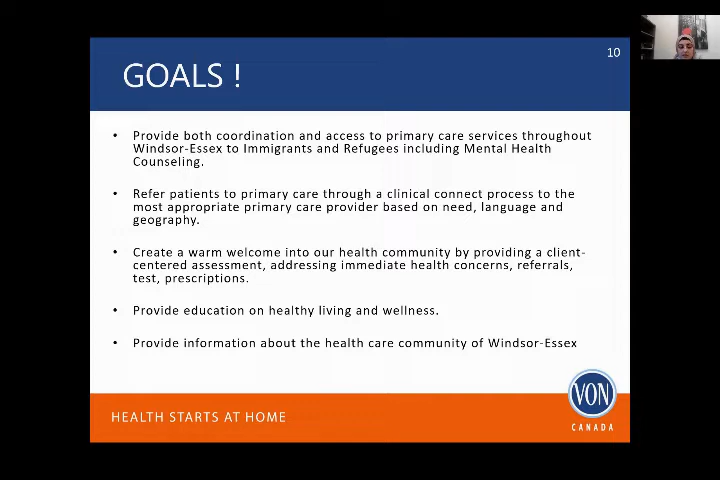 10
GOALS !
• Provide both coordination and access to primary care services throughout
Windsor-Essex to Immigrants and Refugees including Mental Health
Counseling.
• Refer patients to primary care through a clinical connect process to the
most appropriate primary care provider based on need, language and
geography.
• Create a warm welcome into our health community by providing a client-
centered assessment, addressing immediate health concerns, referrals,
test, prescriptions.
• Provide education on healthy living and wellness.
• Provide information about the health care community of Windsor-Essex
HEALTH STARTS AT HOME
VON
CANADA